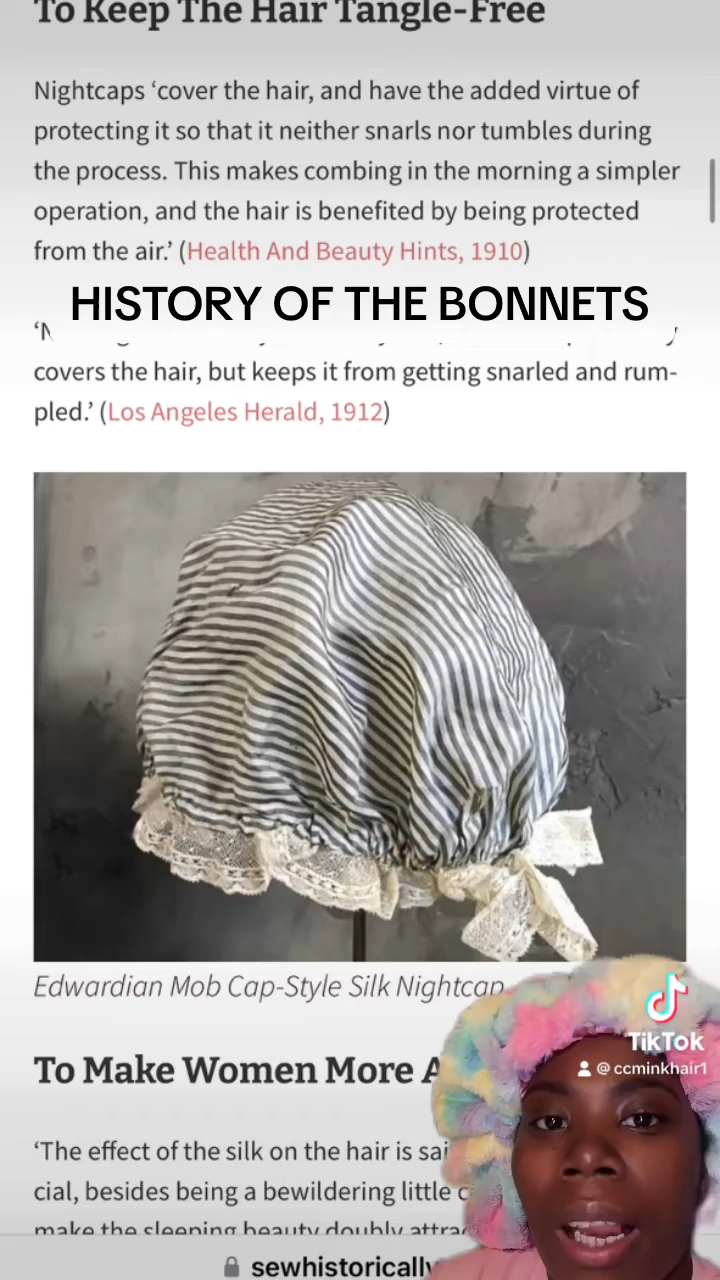 To Keep The Hair Tangle-Free
Nightcaps ‘cover the hair, and have the added virtue of
protecting it so that it neither snarls nor tumbles during
the process. This makes combing in the morning a simpler
operation, and the hair is benefited by being protected
from the air.’ (Health And Beauty Hints, 1910)
HISTORY OF THE BONNETS
covers the hair, but keeps it from getting snarled and rum-
pled.’ (Los Angeles Herald, 1912)
Edwardian Mob Cap-Style Silk Nightcap
TikTok
@ccminkhair1
To Make Women More
‘The effect of the silk on the hair is
cial, besides being a bewildering little
make the sleeping beauty doubly
sewhistorically